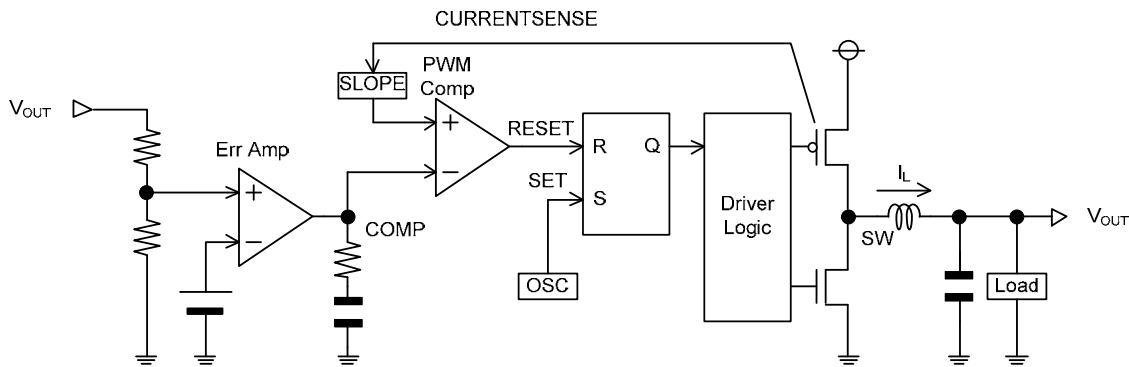 CURRENTSENSE
PWM
Comp
SLOPE
VOUT
Err Amp
+
−
+
−
COMP
RESET
SET
R
Q
S
OSC
Driver
Logic
IL
SW
VOUT
Load